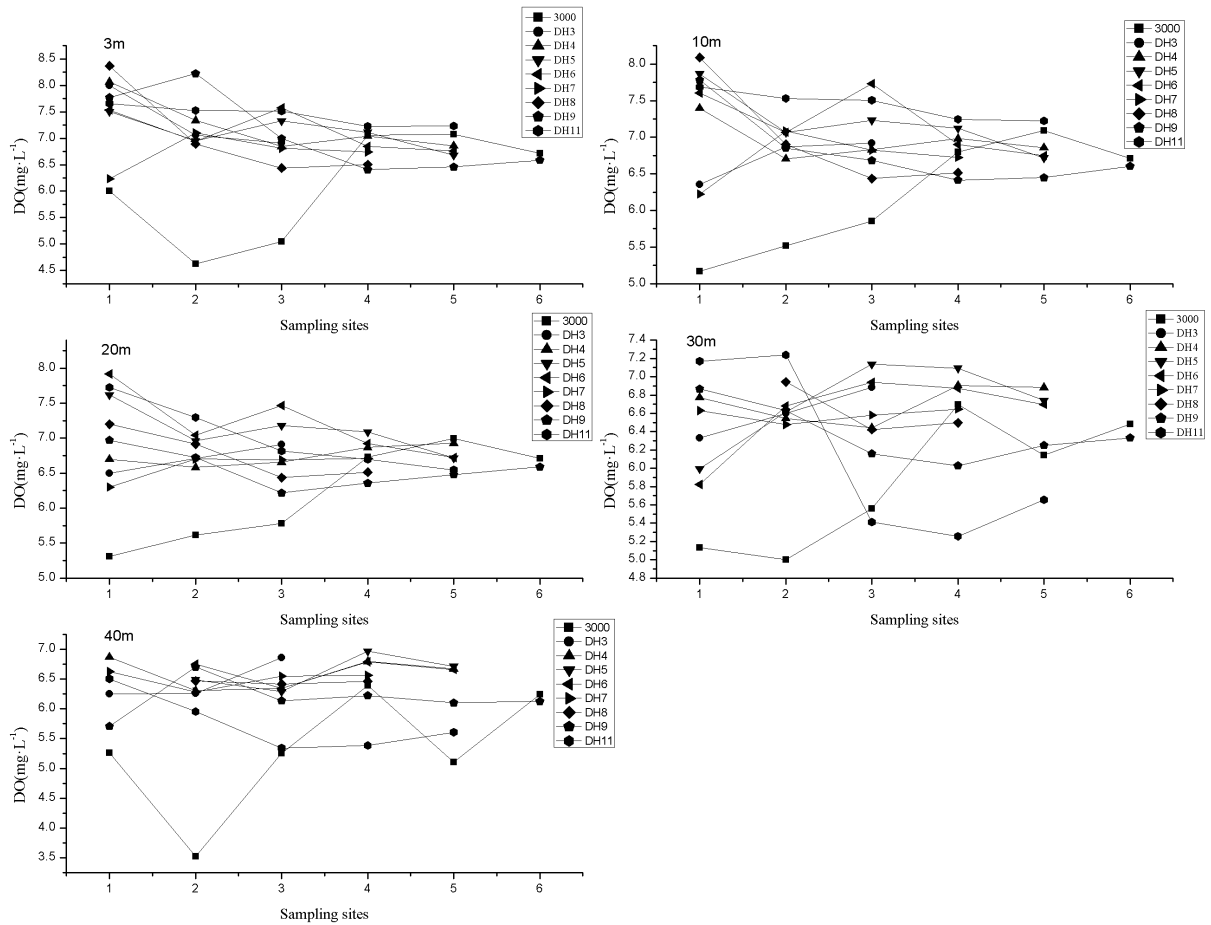 3m
3000
DH3
DH4
DH5
DH6
DH7
DH8
DH9
DH11
DO(mg·L⁻¹)
8.5
8.0
7.5
7.0
6.5
6.0
5.5
5.0
4.5
1 2 3 4 5 6
Sampling sites
10m
3000
DH3
DH4
DH5
DH6
DH7
DH8
DH9
DH11
DO(mg·L⁻¹)
8.0
7.5
7.0
6.5
6.0
5.5
5.0
1 2 3 4 5 6
Sampling sites
20m
3000
DH3
DH4
DH5
DH6
DH7
DH8
DH9
DH11
DO(mg·L⁻¹)
8.0
7.5
7.0
6.5
6.0
5.5
5.0
1 2 3 4 5 6
Sampling sites
30m
3000
DH3
DH4
DH5
DH6
DH7
DH8
DH9
DH11
DO(mg·L⁻¹)
7.4
7.2
7.0
6.8
6.6
6.4
6.2
6.0
5.8
5.6
5.4
5.2
5.0
4.8
1 2 3 4 5 6
Sampling sites
40m
3000
DH3
DH4
DH5
DH6
DH7
DH8
DH9
DH11
DO(mg·L⁻¹)
7.0
6.5
6.0
5.5
5.0
4.5
4.0
3.5
1 2 3 4 5 6
Sampling sites